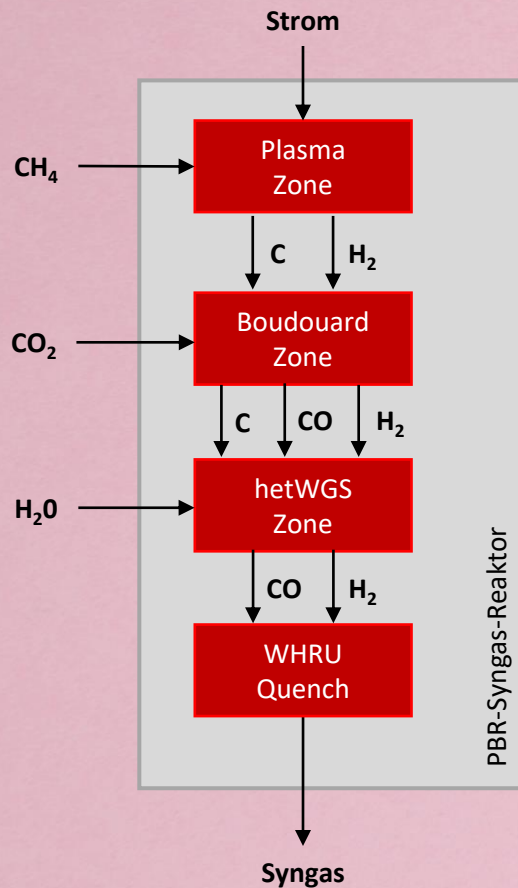 Strom
Plasma
Zone
CH₄
C
H₂
Boudouard
Zone
CO₂
C
CO
H₂
hetWGS
Zone
H₂0
CO
H₂
WHRU
Quench
PBR-Syngas-Reaktor
Syngas